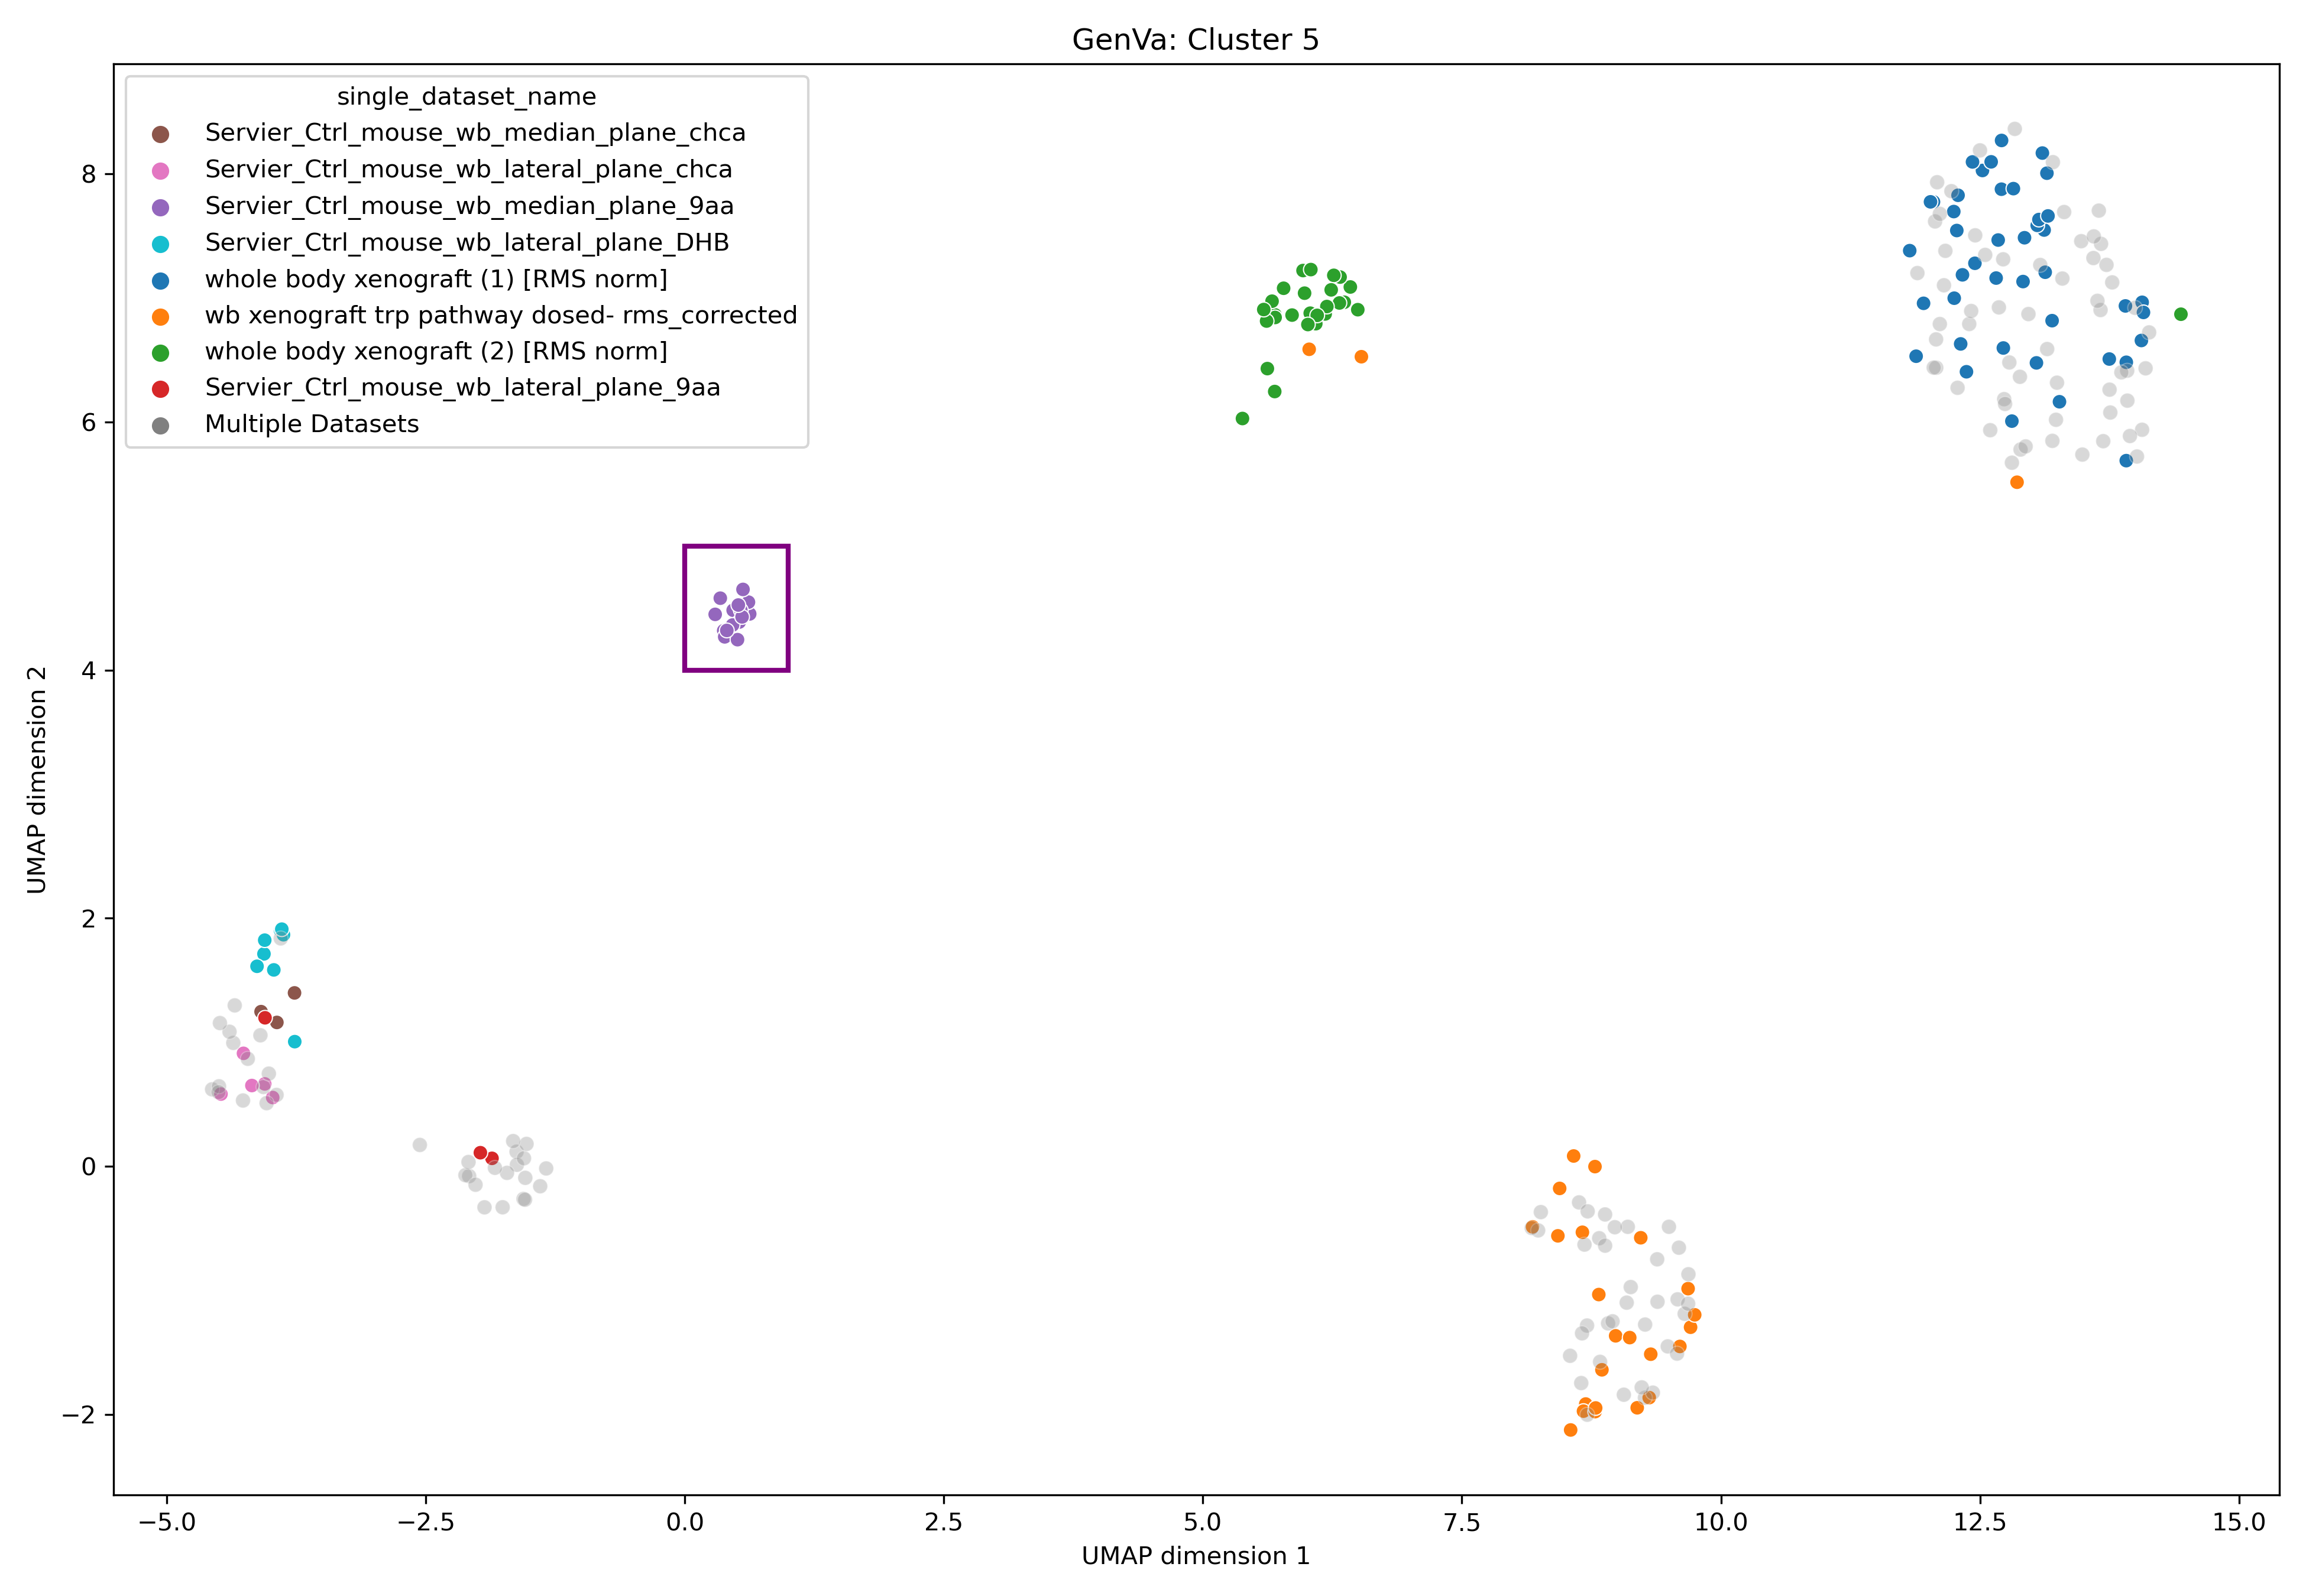 GenVa: Cluster 5
single_dataset_name
Servier_Ctrl_mouse_wb_median_plane_chca
Servier_Ctrl_mouse_wb_lateral_plane_chca
Servier_Ctrl_mouse_wb_median_plane_9aa
Servier_Ctrl_mouse_wb_lateral_plane_DHB
whole body xenograft (1) [RMS norm]
wb xenograft trp pathway dosed- rms_corrected
whole body xenograft (2) [RMS norm]
Servier_Ctrl_mouse_wb_lateral_plane_9aa
Multiple Datasets
8
6
4
2
0
−2
UMAP dimension 2
−5.0 −2.5 0.0 2.5 5.0 7.5 10.0 12.5 15.0
UMAP dimension 1